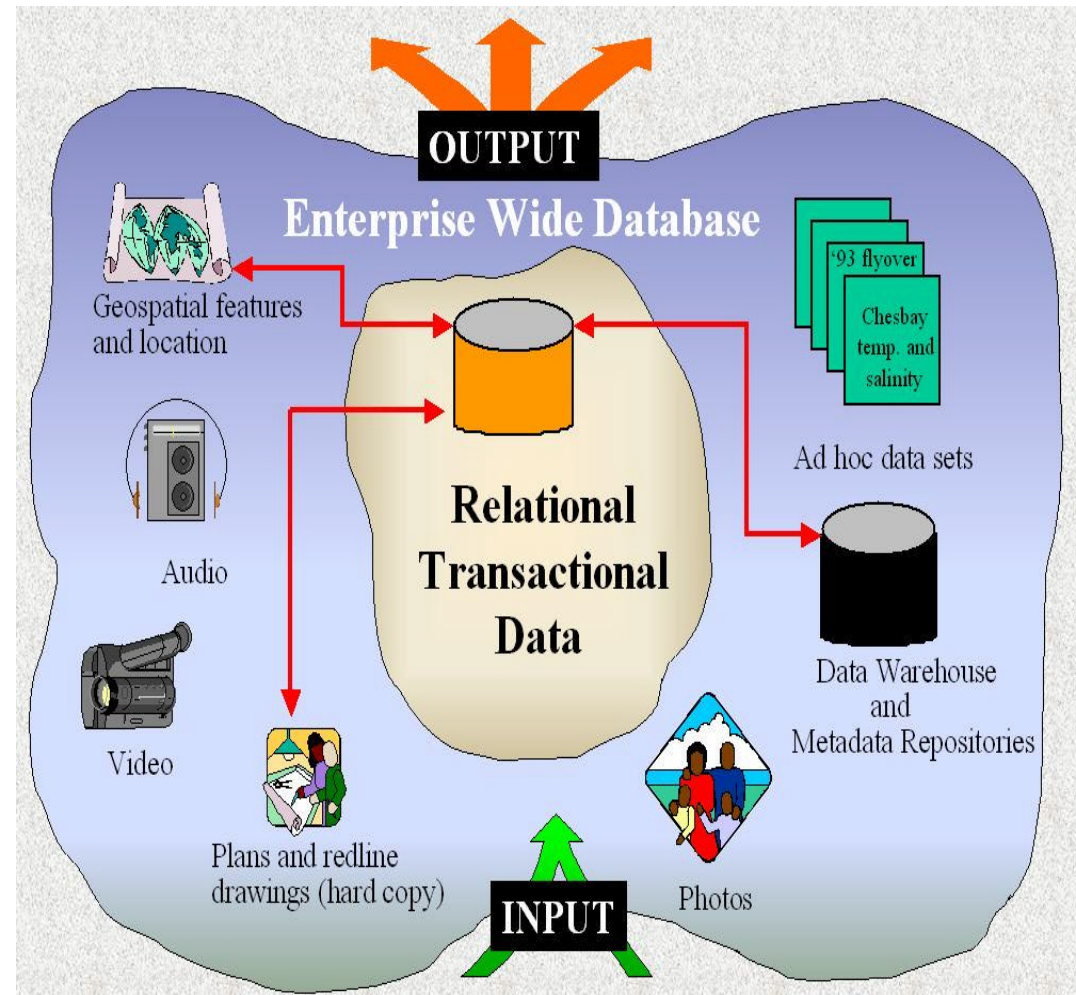 OUTPUT
Enterprise Wide Database
Geospatial features
and location
'93 flyover
Chesbay
temp. and
salinity
Ad hoc data sets
Audio
Relational
Transactional
Data
Data Warehouse
and
Metadata Repositories
Video
Plans and redline
drawings (hard copy)
Photos
INPUT